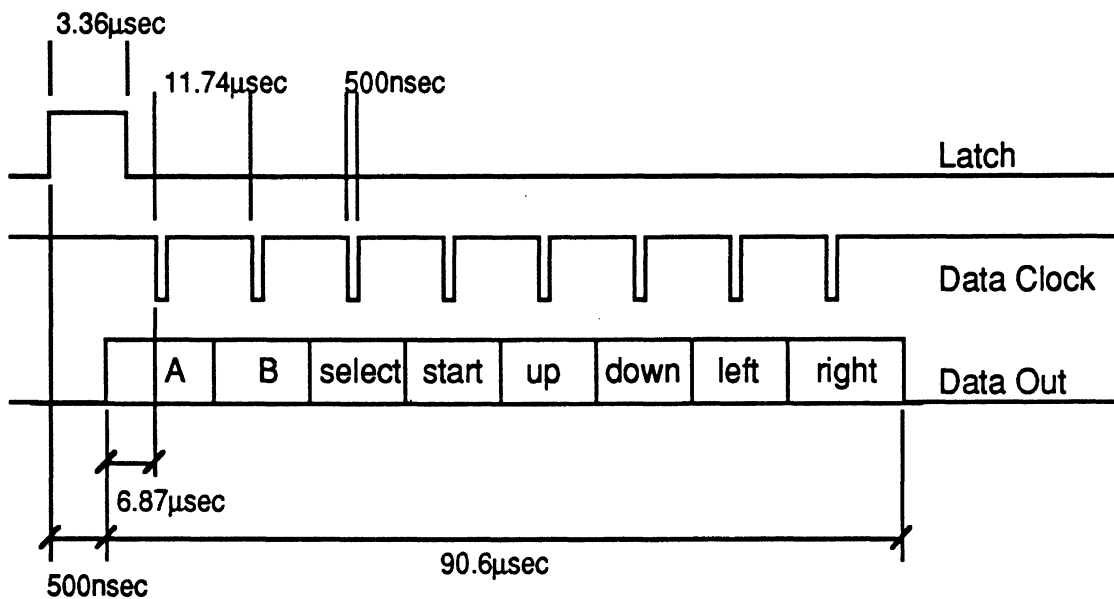 3.36μsec
11.74μsec 500nsec
Latch
Data Clock
A B select start up down left right Data Out
6.87μsec
90.6μsec
500nsec